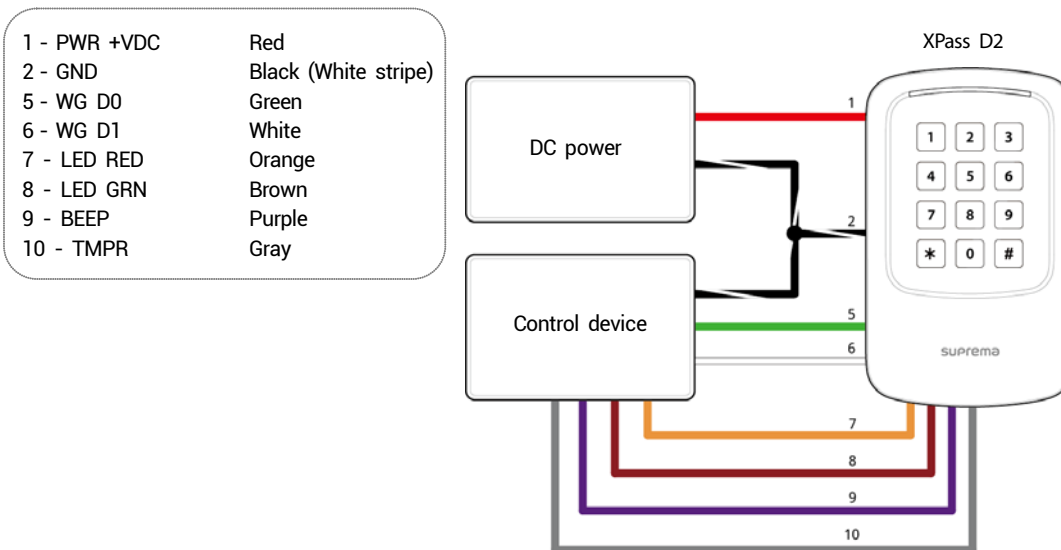 1 - PWR +VDC Red
2 - GND Black (White stripe)
5 - WG D0 Green
6 - WG D1 White
7 - LED RED Orange
8 - LED GRN Brown
9 - BEEP Purple
10 - TMPR Gray
XPass D2
DC power
1
2
Control device
5
6
1 2 3
4 5 6
7 8 9
* 0 #
suprema
7
8
9
10